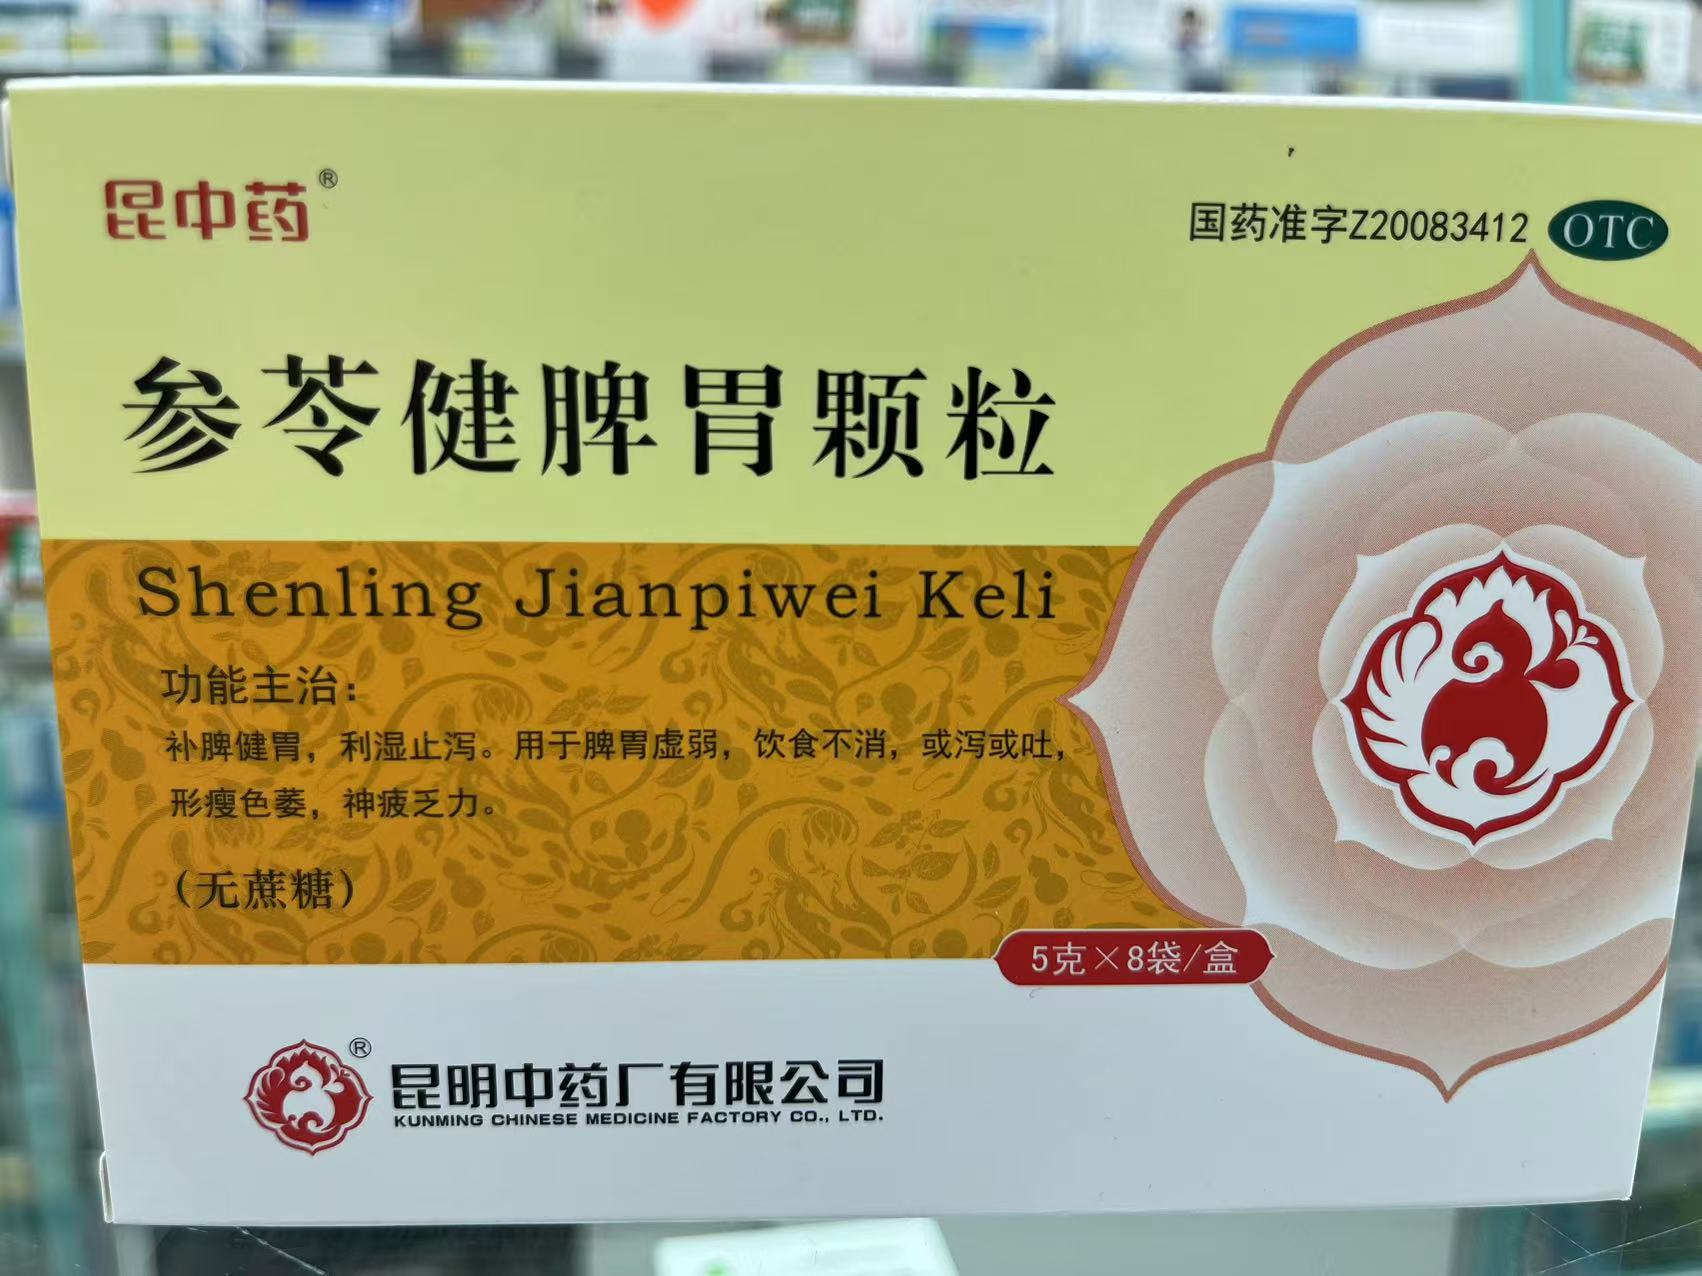 昆中药®
国药准字Z20083412 OTC
参苓健脾胃颗粒
Shenling Jianpiwei Keli
功能主治：
补脾健胃，利湿止泻。用于脾胃虚弱，饮食不消，或泻或吐，
形瘦色萎，神疲乏力。
（无蔗糖）
5克×8袋/盒
®
昆明中药厂有限公司
KUNMING CHINESE MEDICINE FACTORY CO., LTD.